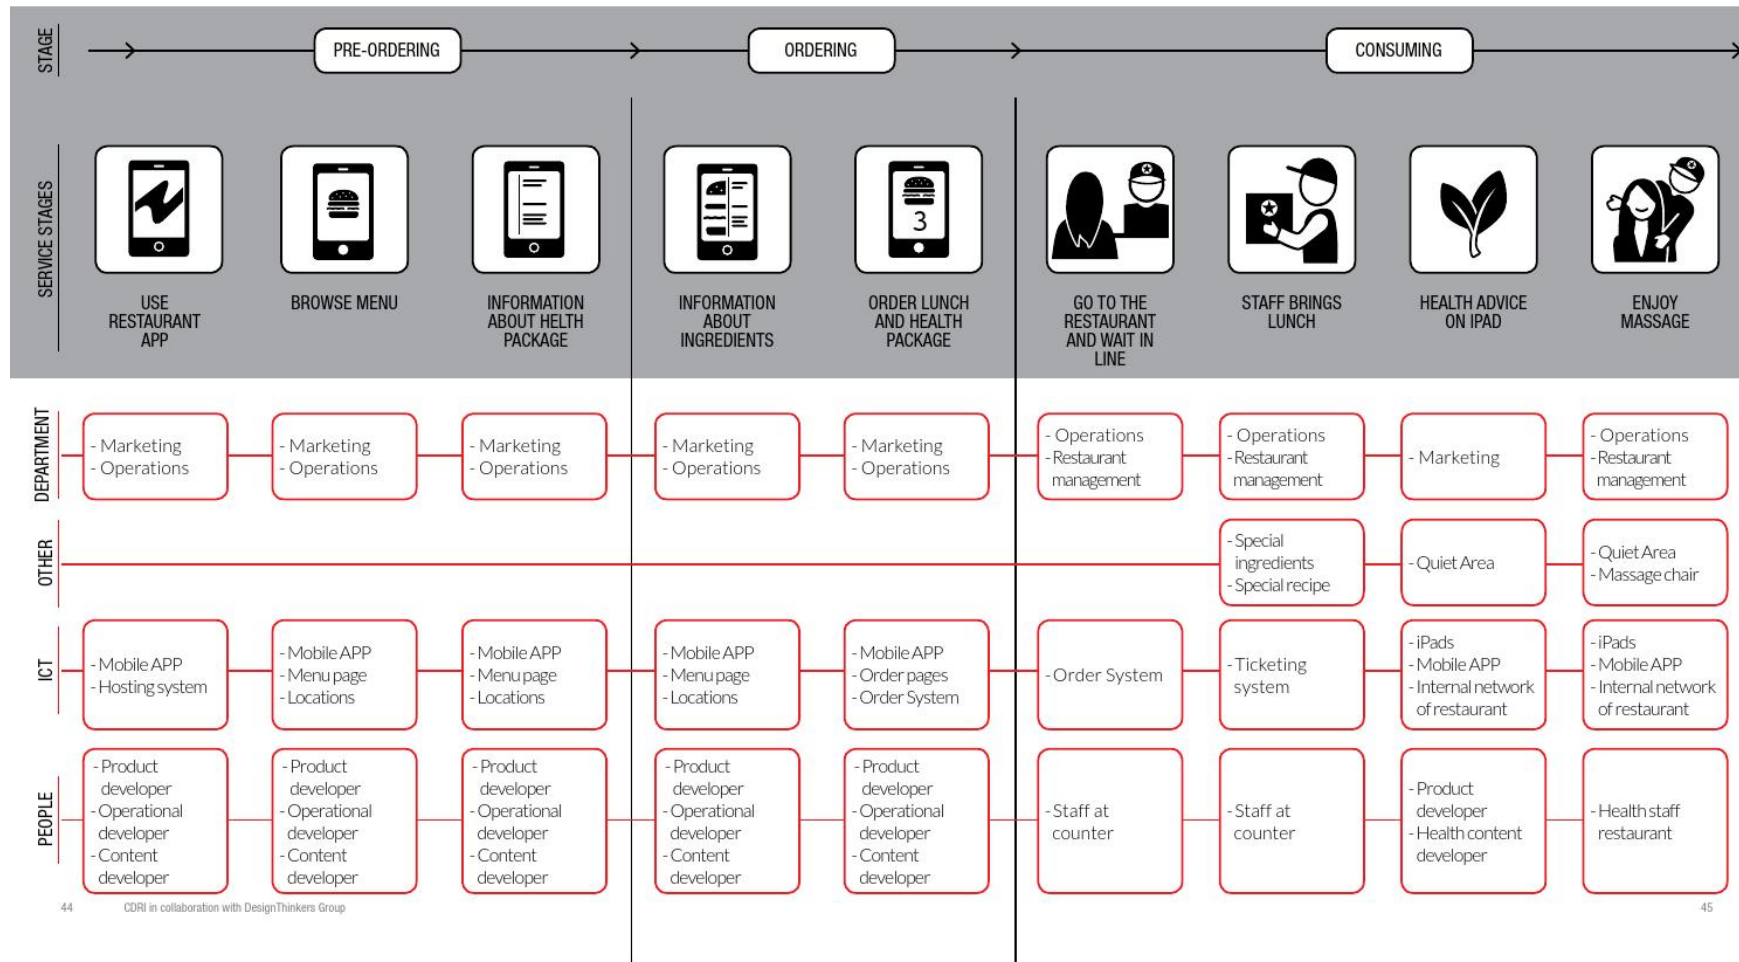 STAGE
PRE-ORDERING
ORDERING
CONSUMING
SERVICE STAGES
3
USE
RESTAURANT
APP
BROWSE MENU
INFORMATION
ABOUT HELTH
PACKAGE
INFORMATION
ABOUT
INGREDIENTS
ORDER LUNCH
AND HEALTH
PACKAGE
GO TO THE
RESTAURANT
AND WAIT IN
LINE
STAFF BRINGS
LUNCH
HEALTH ADVICE
ON IPAD
ENJOY
MASSAGE
DEPARTMENT
- Marketing
- Operations
- Marketing
- Operations
- Marketing
- Operations
- Marketing
- Operations
- Marketing
- Operations
- Operations
- Restaurant
management
- Operations
- Restaurant
management
- Marketing
- Operations
- Restaurant
management
OTHER
- Special
ingredients
- Special recipe
- Quiet Area
- Quiet Area
- Massage chair
ICT
- Mobile APP
- Hosting system
- Mobile APP
- Menu page
- Locations
- Mobile APP
- Menu page
- Locations
- Mobile APP
- Menu page
- Locations
- Mobile APP
- Order pages
- Order System
- Order System
- Ticketing
system
- iPads
- Mobile APP
- Internal network
of restaurant
- iPads
- Mobile APP
- Internal network
of restaurant
PEOPLE
- Product
developer
- Operational
developer
- Content
developer
- Product
developer
- Operational
developer
- Content
developer
- Product
developer
- Operational
developer
- Content
developer
- Product
developer
- Operational
developer
- Content
developer
- Product
developer
- Operational
developer
- Content
developer
- Staff at
counter
- Staff at
counter
- Product
developer
- Health content
developer
- Health staff
restaurant
44
CDRI in collaboration with DesignThinkers Group
45